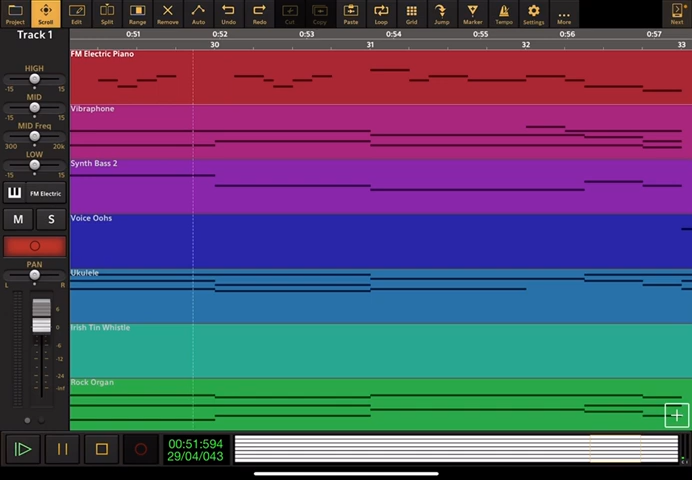 Project Scroll Edit Split Range Remove Auto Undo Redo Cut Copy Paste Loop Grid Jump Marker Tempo Settings More Next
Track 1
0:51 0:52 0:53 0:54 0:55 0:56 0:57
30 31 32 33
HIGH
-15 15
MID
-15 15
MID Freq
300 20k
LOW
-15 15
FM Electric
M S
PAN
L R
6
0
-6
-12
-24
-inf
FM Electric Piano
Vibraphone
Synth Bass 2
Voice Oohs
Ukulele
Irish Tin Whistle
Rock Organ
00:51:594
29/04/043